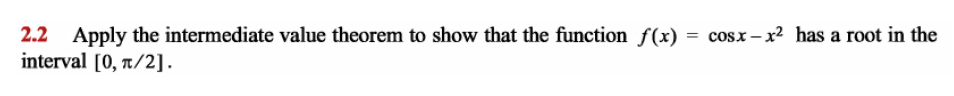 2.2 Apply the intermediate value theorem to show that the function f(x) = cosx – x² has a root in the
interval [0, π/2].